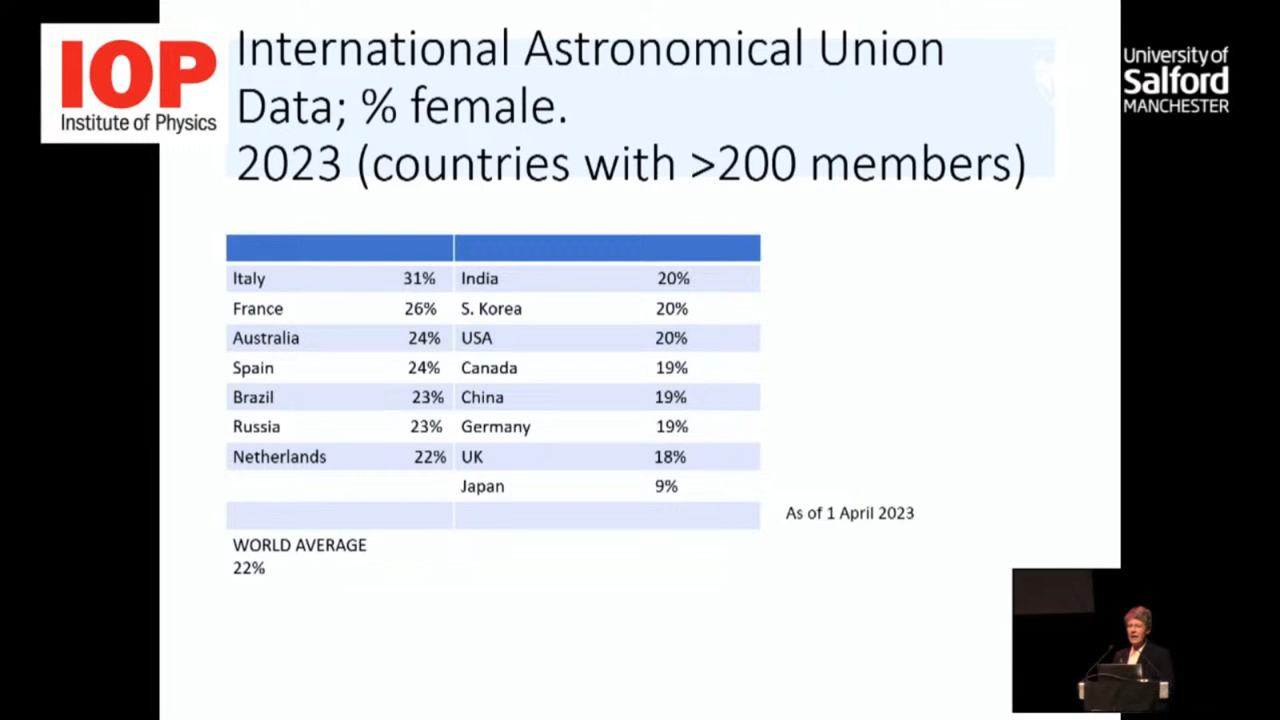 IOP
Institute of Physics
International Astronomical Union
Data; % female.
2023 (countries with >200 members)
University of
Salford
MANCHESTER
Italy 31% India 20%
France 26% S. Korea 20%
Australia 24% USA 20%
Spain 24% Canada 19%
Brazil 23% China 19%
Russia 23% Germany 19%
Netherlands 22% UK 18%
Japan 9%
As of 1 April 2023
WORLD AVERAGE
22%